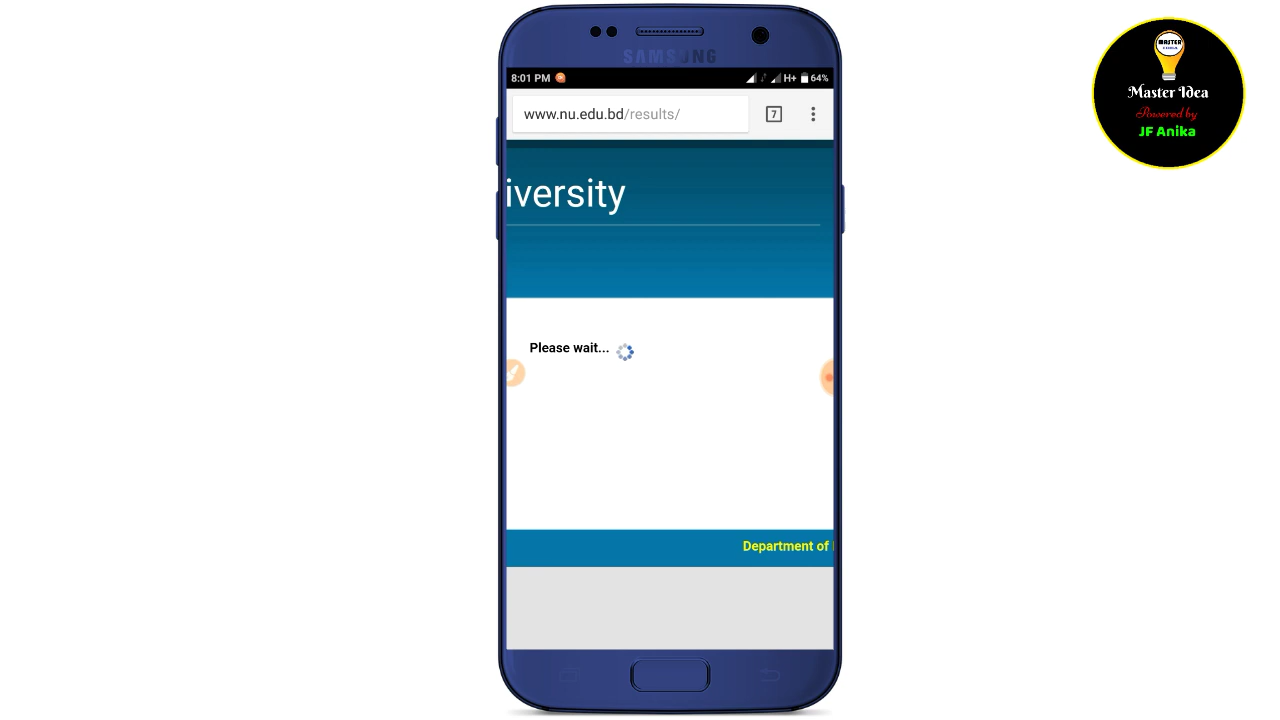 SAMSUNG
8:01 PM H+ 64%
www.nu.edu.bd/results/ 7
iversity
Please wait...
Department of
MASTER
Master Idea
Powered by
JF Anika